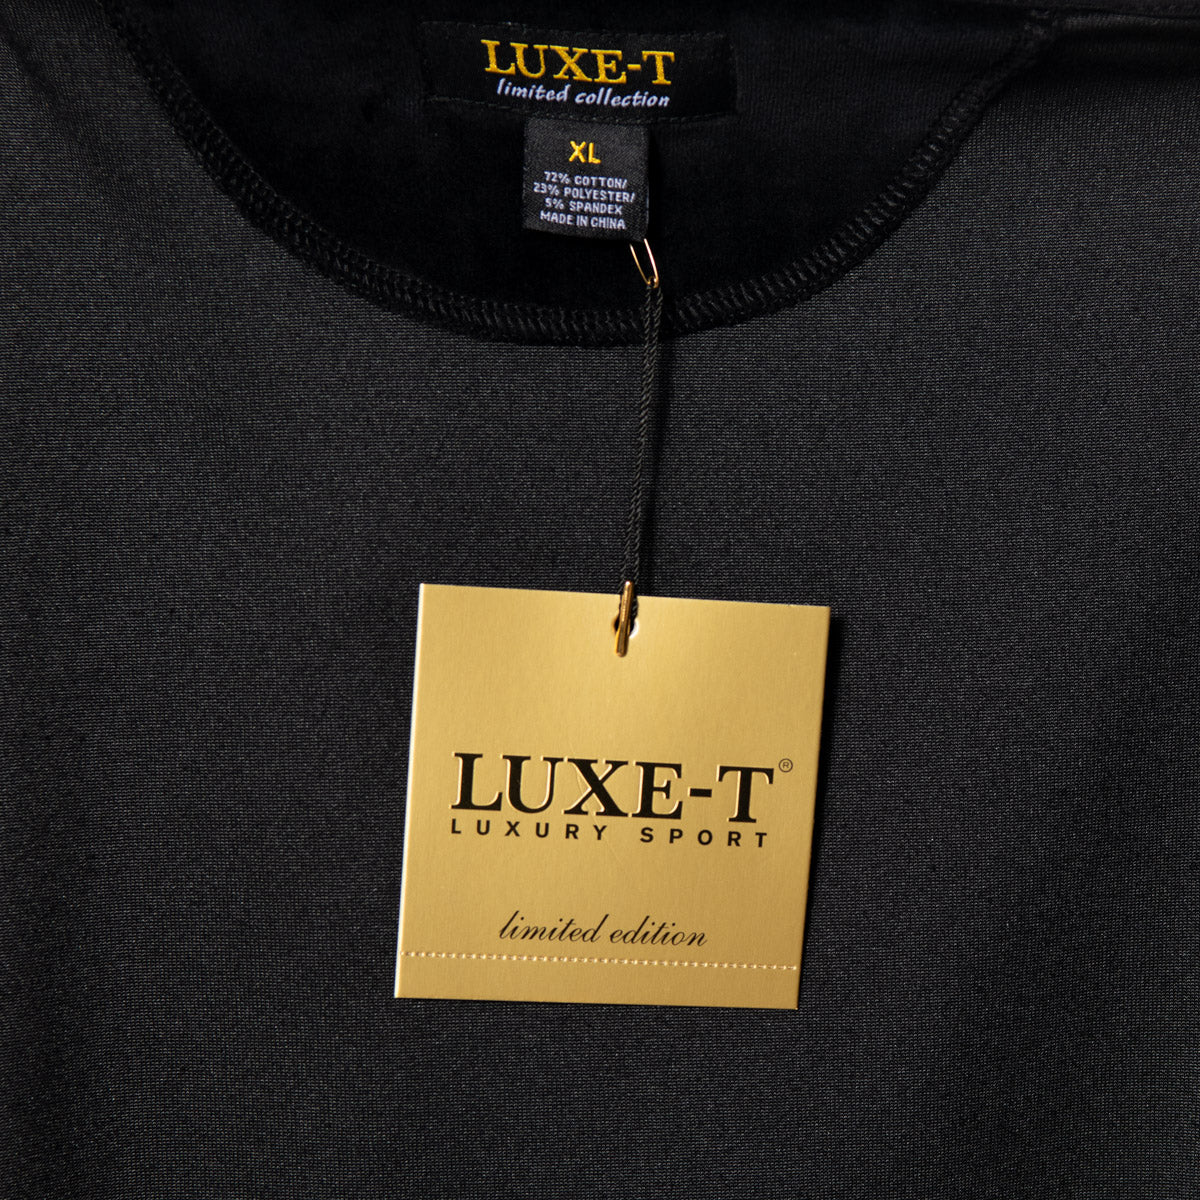 LUXE-T
limited collection
XL
72% COTTON/
23% POLYESTER/
5% SPANDEX
MADE IN CHINA
LUXE-T®
LUXURY SPORT
limited edition